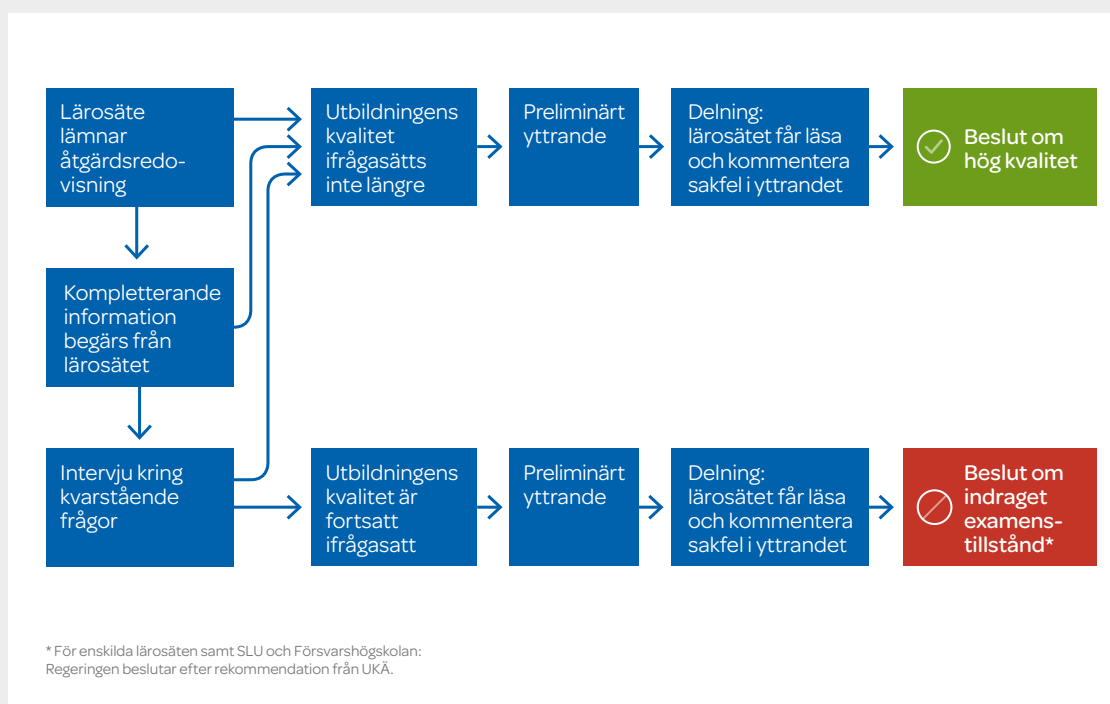 Lärosäte
lämnar
åtgärdsredo-
visning
Utbildningens
kvalitet
ifrågasätts
inte längre
Preliminärt
yttrande
Delning:
lärosätet får läsa
och kommentera
sakfel i yttrandet
Beslut om
hög kvalitet
Kompletterande
information
begärs från
lärosätet
Intervju kring
kvarstående
frågor
Utbildningens
kvalitet är
fortsatt
ifrågasatt
Preliminärt
yttrande
Delning:
lärosätet får läsa
och kommentera
sakfel i yttrandet
Beslut om
indraget
examens-
tillstånd*
* För enskilda lärosäten samt SLU och Försvarshögskolan:
Regeringen beslutar efter rekommendation från UKÄ.